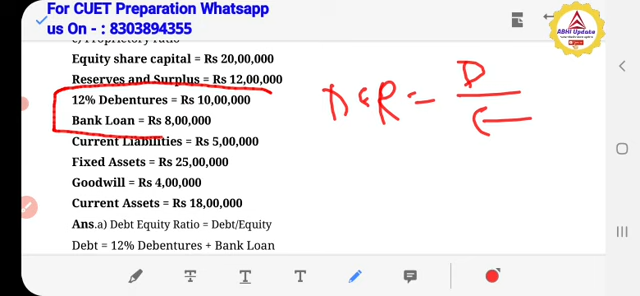 For CUET Preparation Whatsapp
us On - : 8303894355
c) Proprietary ratio
Equity share capital = Rs 20,00,000
Reserves and Surplus = Rs 12,00,000
12% Debentures = Rs 10,00,000
Bank Loan = Rs 8,00,000
Current Liabilities = Rs 5,00,000
Fixed Assets = Rs 25,00,000
Goodwill = Rs 4,00,000
Current Assets = Rs 18,00,000
Ans.a) Debt Equity Ratio = Debt/Equity
Debt = 12% Debentures + Bank Loan
ABHI Update
D
E
T T T